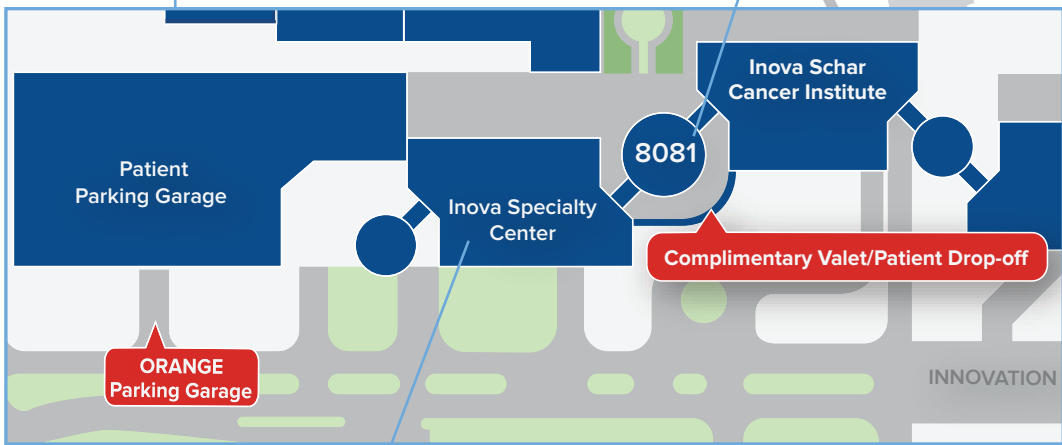 Inova Schar
Cancer Institute
8081
Patient
Parking Garage
Inova Specialty
Center
Complimentary Valet/Patient Drop-off
ORANGE
Parking Garage
INNOVATION